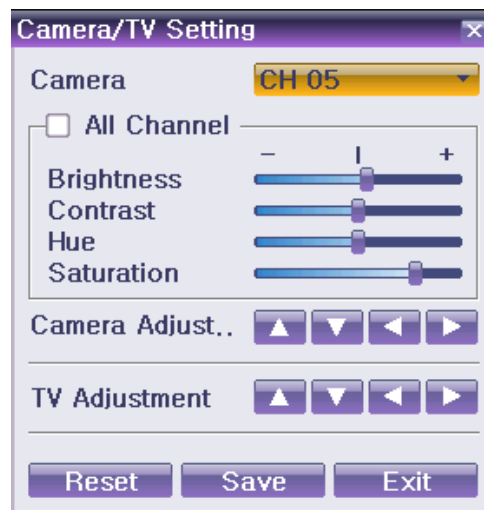 Camera/TV Setting
Camera CH 05
All Channel
- | +
Brightness
Contrast
Hue
Saturation
Camera Adjust..
TV Adjustment
Reset Save Exit